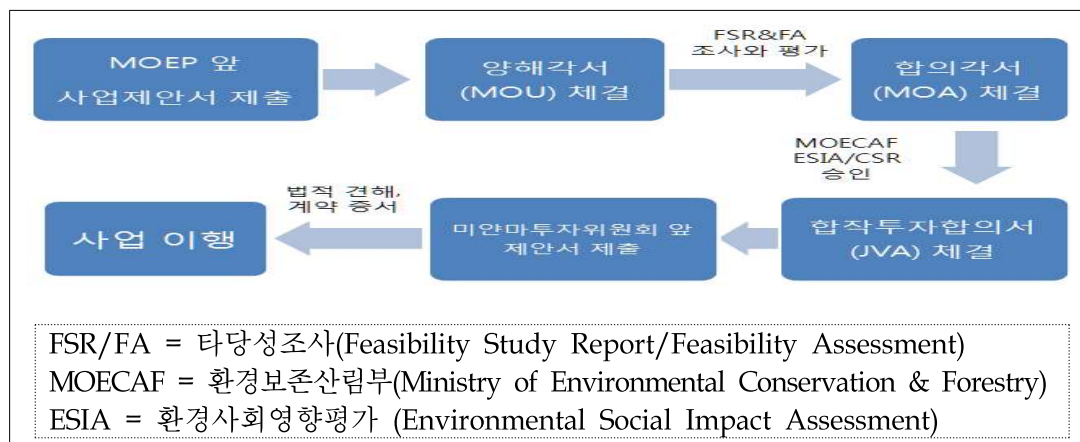 MOEP 앞
사업제안서 제출
양해각서
(MOU) 체결
FSR&FA
조사와 평가
합의각서
(MOA) 체결
MOECAF
ESIA/CSR
승인
합작투자합의서
(JVA) 체결
미얀마투자위원회 앞
제안서 제출
법적 견해,
계약 증서
사업 이행
FSR/FA = 타당성조사(Feasibility Study Report/Feasibility Assessment)
MOECAF = 환경보존산림부(Ministry of Environmental Conservation & Forestry)
ESIA = 환경사회영향평가 (Environmental Social Impact Assessment)